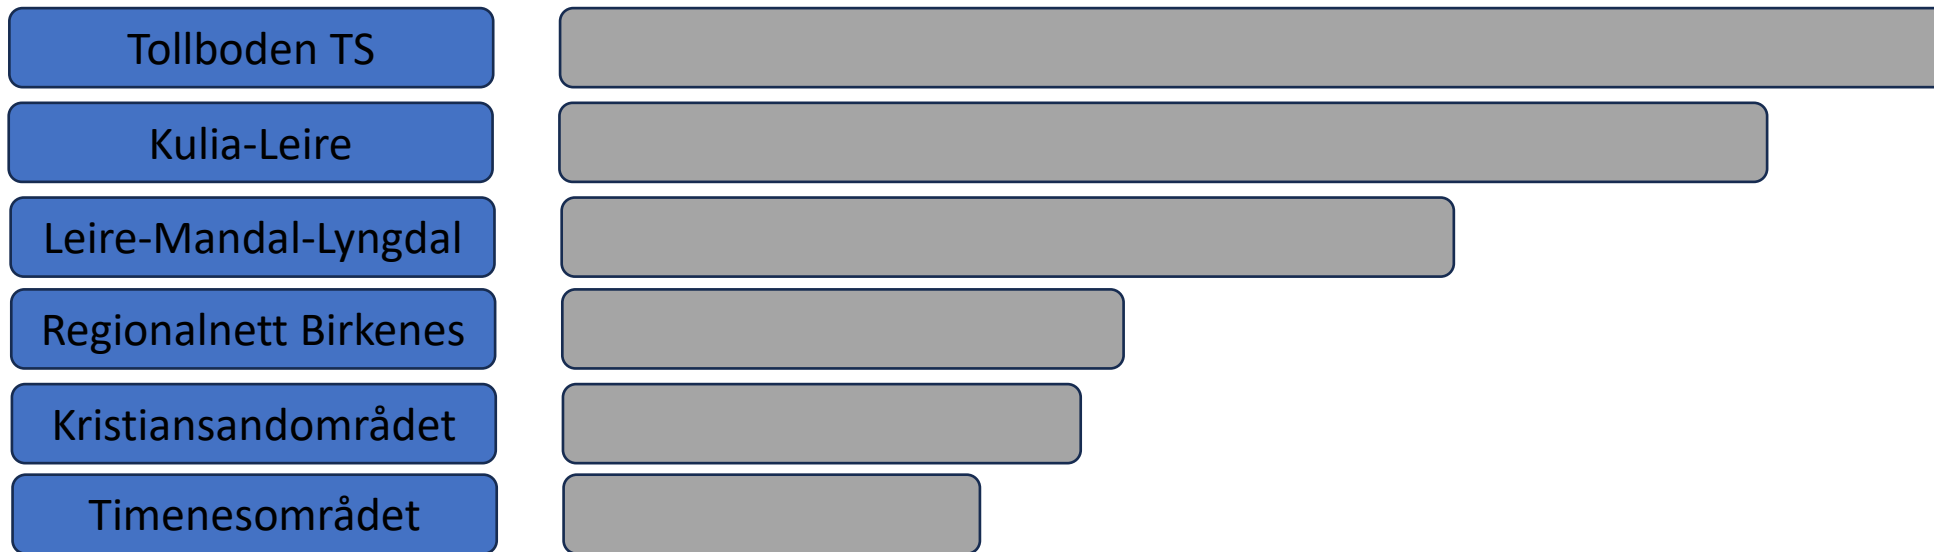 Tollboden TS
Kulia-Leire
Leire-Mandal-Lyngdal
Regionalnett Birkenes
Kristiansandområdet
Timenesområdet